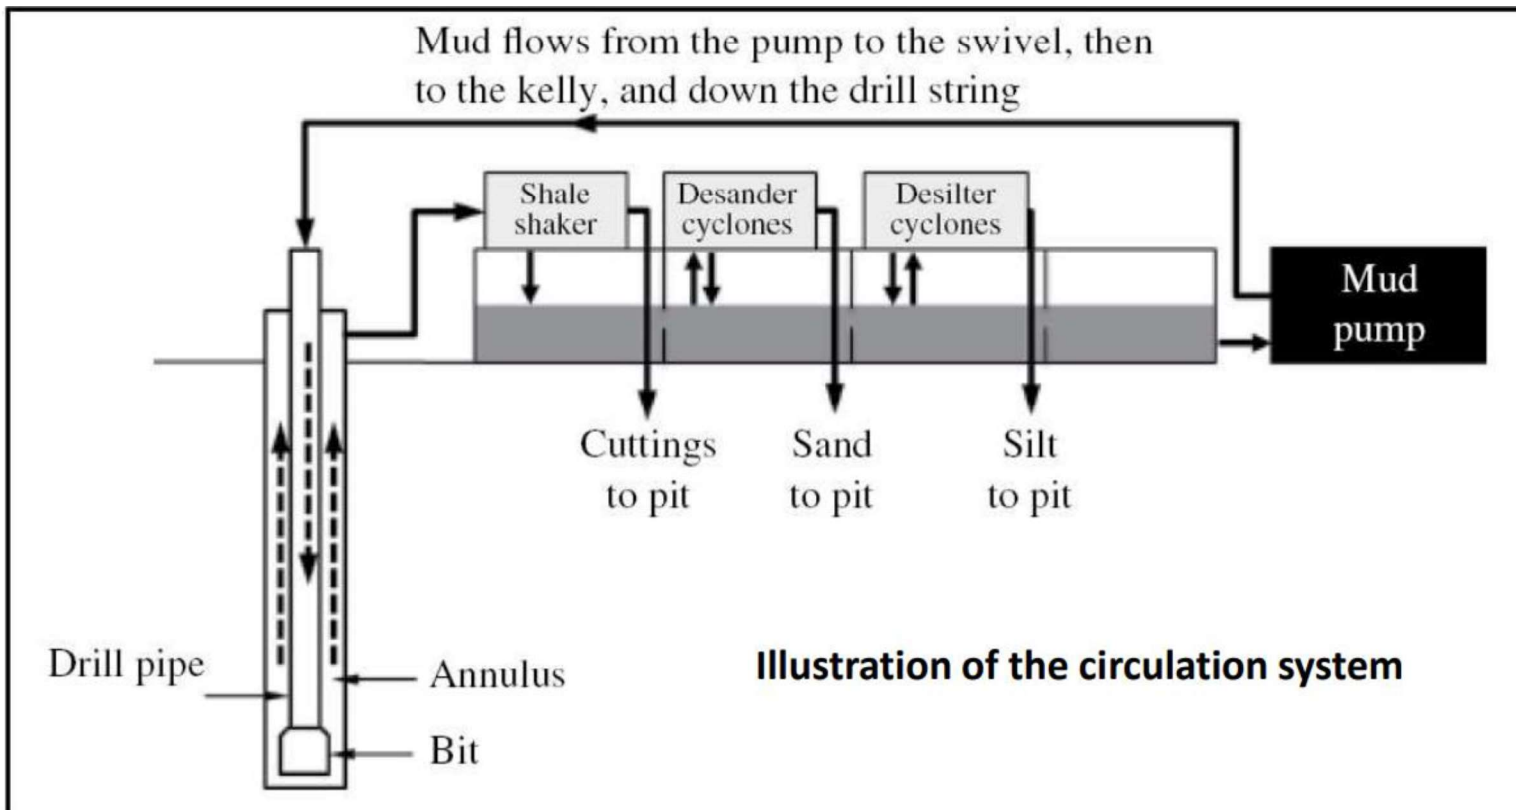 Mud flows from the pump to the swivel, then
to the kelly, and down the drill string
Shale
shaker
Desander
cyclones
Desilter
cyclones
Mud
pump
Cuttings
to pit
Sand
to pit
Silt
to pit
Drill pipe
Annulus
Bit
Illustration of the circulation system